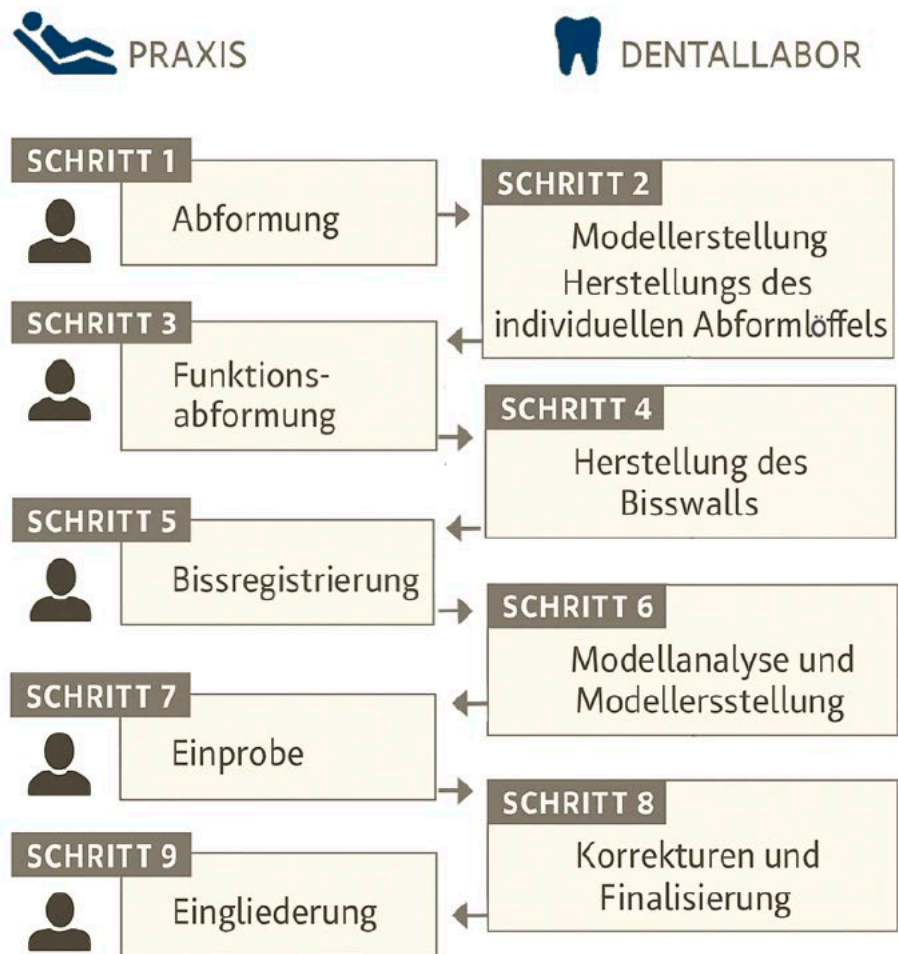 PRAXIS
DENTALLABOR
SCHRITT 1
Abformung
SCHRITT 2
Modellerstellung
Herstellungs des
individuellen Abformlöffels
SCHRITT 3
Funktions-
abformung
SCHRITT 4
Herstellung des
Bisswalls
SCHRITT 5
Bissregistrierung
SCHRITT 6
Modellanalyse und
Modellersstellung
SCHRITT 7
Einprobe
SCHRITT 8
Korrekturen und
Finalisierung
SCHRITT 9
Eingliederung